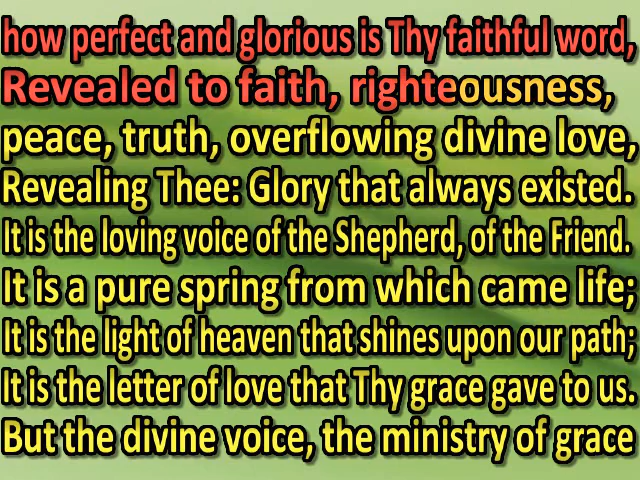 how perfect and glorious is Thy faithful word,
Revealed to faith, righteousness,
peace, truth, overflowing divine love,
Revealing Thee: Glory that always existed.
It is the loving voice of the Shepherd, of the Friend.
It is a pure spring from which came life;
It is the light of heaven that shines upon our path;
It is the letter of love that Thy grace gave to us.
But the divine voice, the ministry of grace